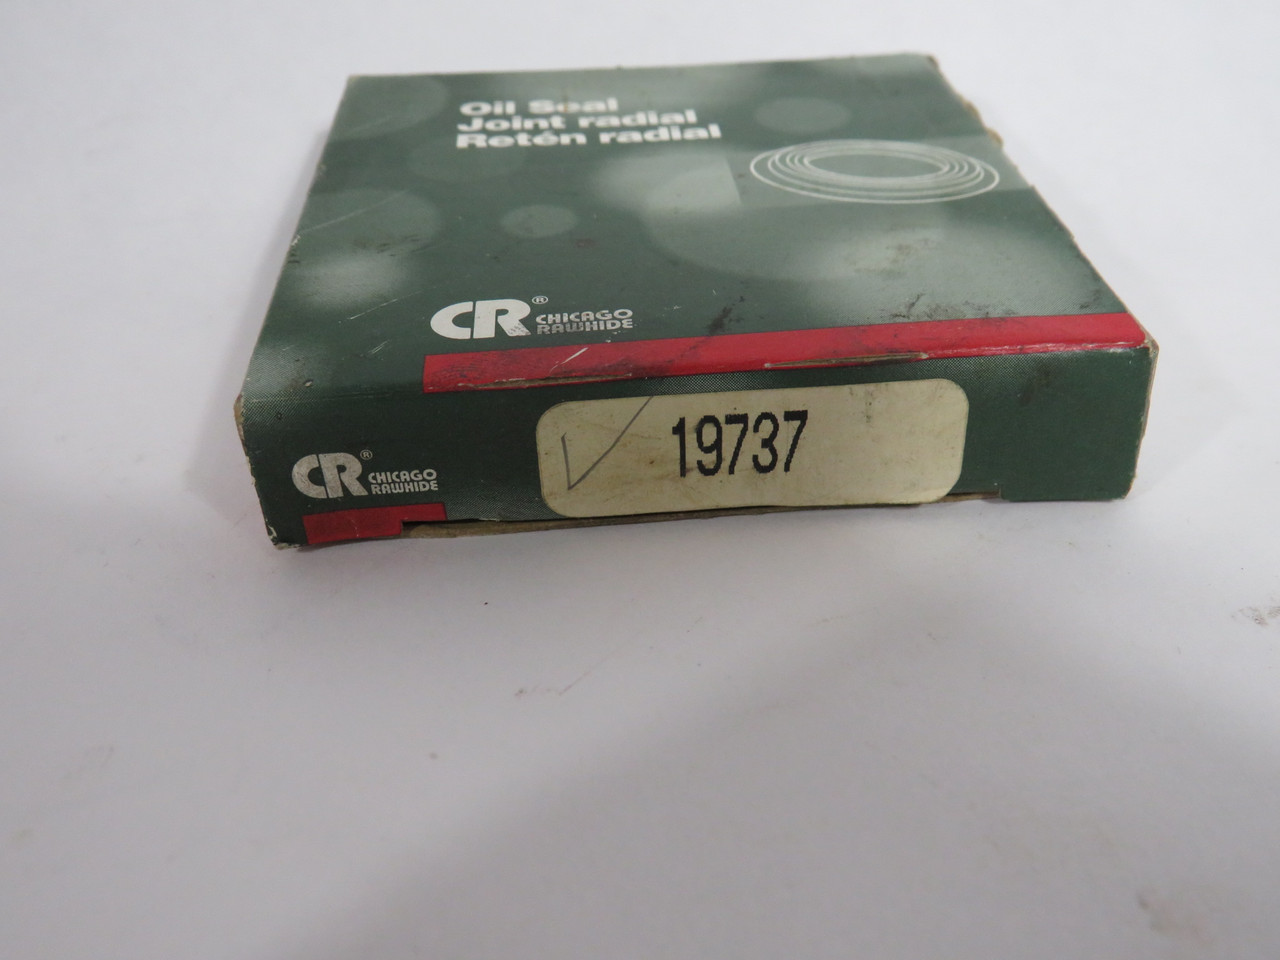 Oil Seal
Joint radial
Retén radial
CR®
CHICAGO
RAWHIDE
19737
CR®
CHICAGO
RAWHIDE